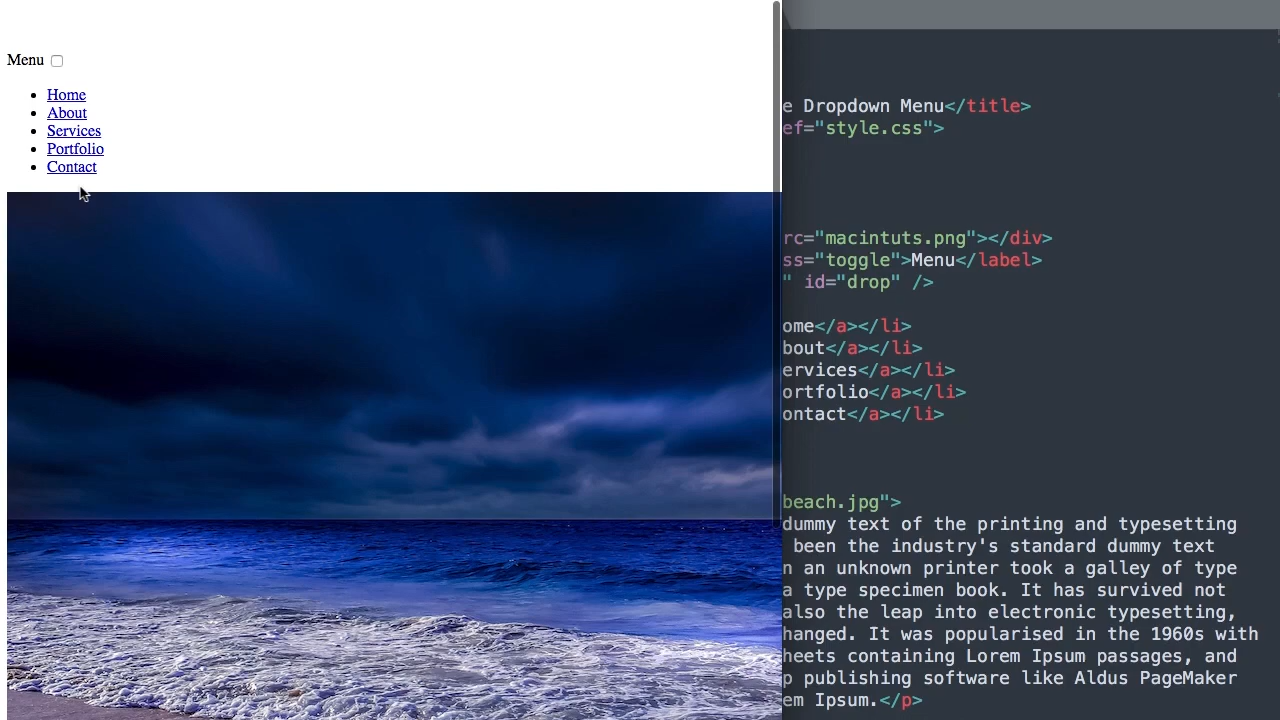 Menu
Home
About
Services
Portfolio
Contact
e Dropdown Menu</title>
ef="style.css">
rc="macintuts.png"></div>
ss="toggle">Menu</label>
" id="drop" />
ome</a></li>
bout</a></li>
ervices</a></li>
ortfolio</a></li>
ontact</a></li>
beach.jpg">
dummy text of the printing and typesetting
been the industry's standard dummy text
n an unknown printer took a galley of type
a type specimen book. It has survived not
also the leap into electronic typesetting,
hanged. It was popularised in the 1960s with
heets containing Lorem Ipsum passages, and
p publishing software like Aldus PageMaker
em Ipsum.</p>